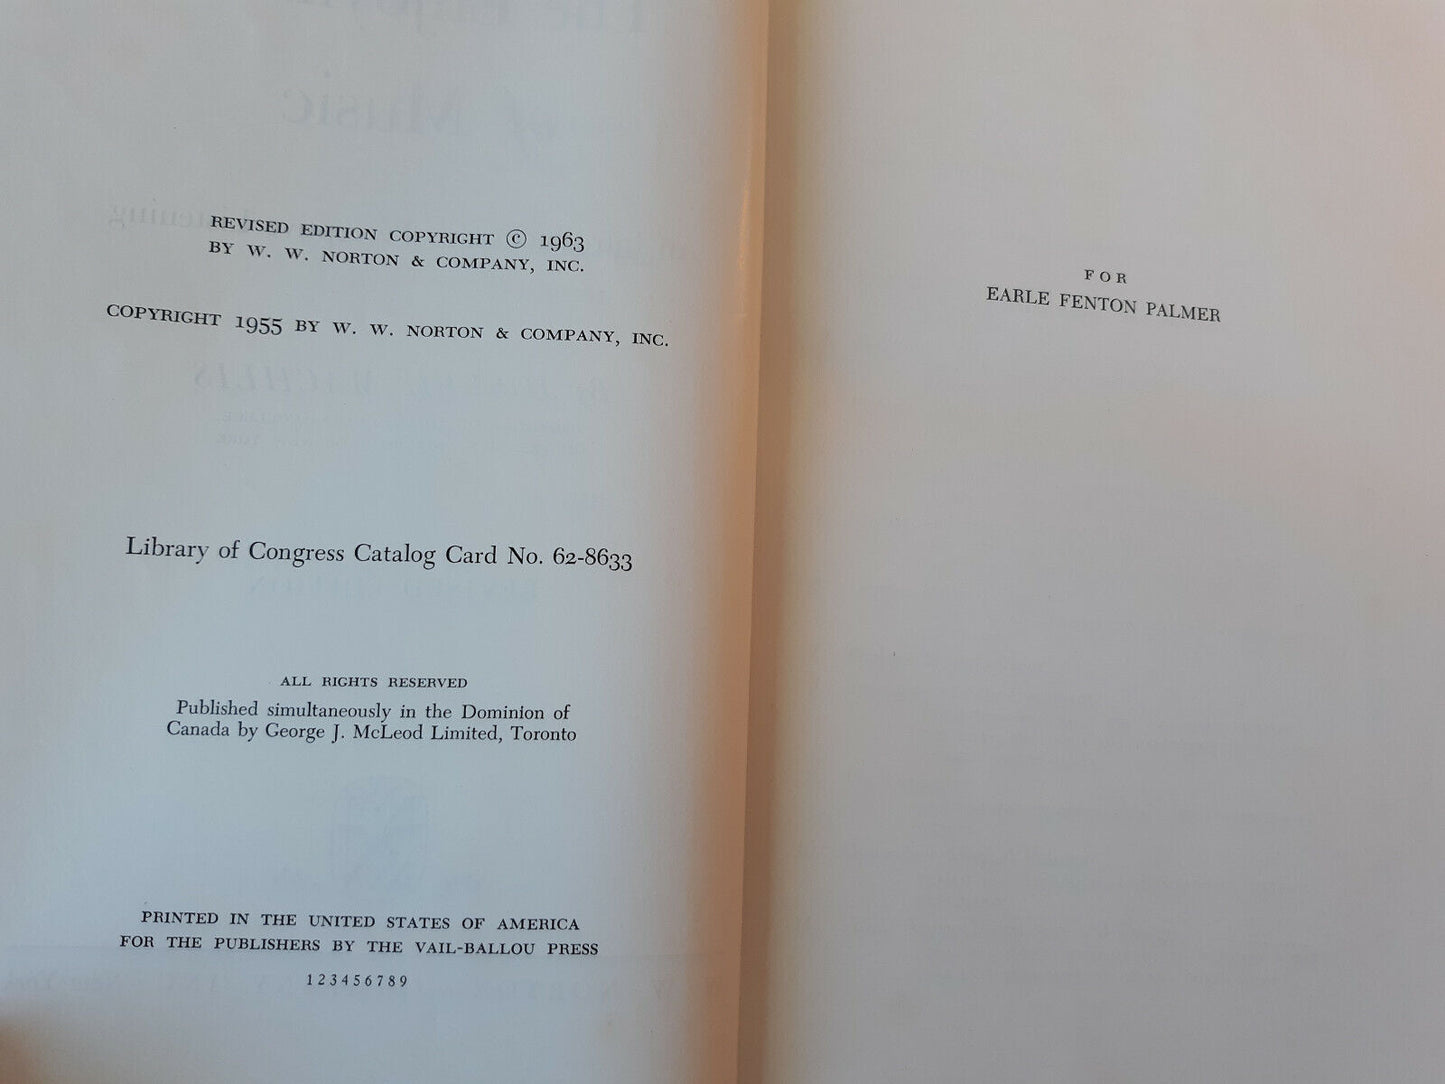 REVISED EDITION COPYRIGHT © 1963
BY W. W. NORTON & COMPANY, INC.
COPYRIGHT 1955 BY W. W. NORTON & COMPANY, INC.
Library of Congress Catalog Card No. 62-8633
ALL RIGHTS RESERVED
Published simultaneously in the Dominion of
Canada by George J. McLeod Limited, Toronto
PRINTED IN THE UNITED STATES OF AMERICA
FOR THE PUBLISHERS BY THE VAIL-BALLOU PRESS
1 2 3 4 5 6 7 8 9
FOR
EARLE FENTON PALMER